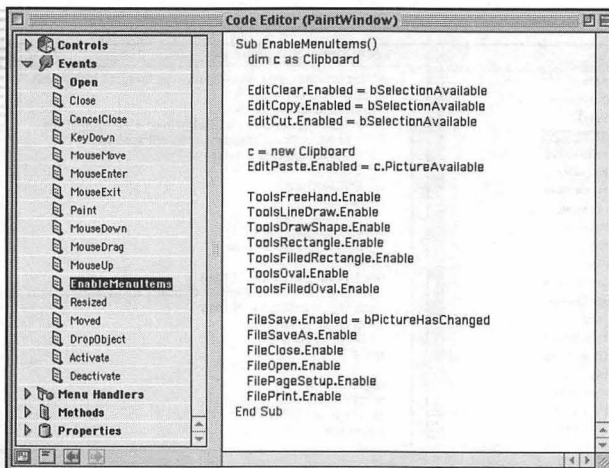 Code Editor (PaintWindow)
Controls
Events
Open
Close
CancelClose
KeyDown
MouseMove
MouseEnter
MouseExit
Paint
MouseDown
MouseDrag
MouseUp
EnableMenuItems
Resized
Moved
DropObject
Activate
Deactivate
Menu Handlers
Methods
Properties
Sub EnableMenuItems()
dim c as Clipboard
EditClear.Enabled = bSelectionAvailable
EditCopy.Enabled = bSelectionAvailable
EditCut.Enabled = bSelectionAvailable
c = new Clipboard
EditPaste.Enabled = c.PictureAvailable
ToolsFreeHand.Enable
ToolsLineDraw.Enable
ToolsDrawShape.Enable
ToolsRectangle.Enable
ToolsFilledRectangle.Enable
ToolsOval.Enable
ToolsFilledOval.Enable
FileSave.Enabled = bPictureHasChanged
FileSaveAs.Enable
FileClose.Enable
FileOpen.Enable
FilePageSetup.Enable
FilePrint.Enable
End Sub